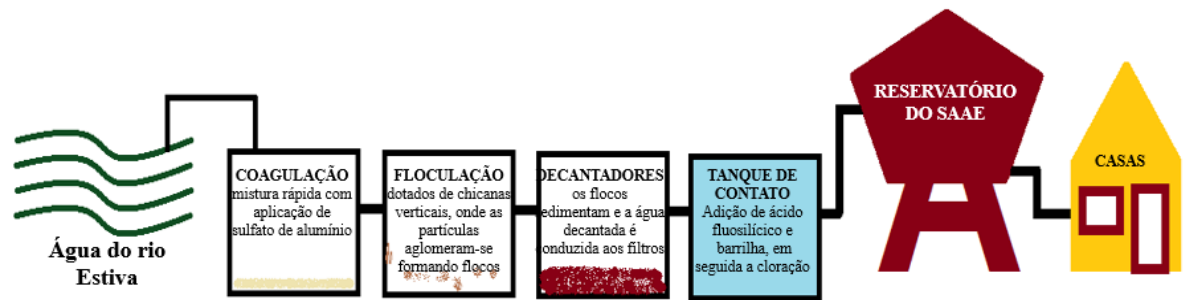 Água do rio
Estiva
COAGULAÇÃO
mistura rápida com
aplicação de
sulfato de alumínio
FLOCULAÇÃO
dotados de chicanas
verticais, onde as
partículas
aglomeram-se
formando flocos
DECANTADORES
os flocos
edimentam e a água
decantada é
conduzida aos filtros
TANQUE DE
CONTATO
Adição de ácido
fluosilícico e
barrilha, em
seguida a cloração
RESERVATÓRIO
DO SAAE
CASAS